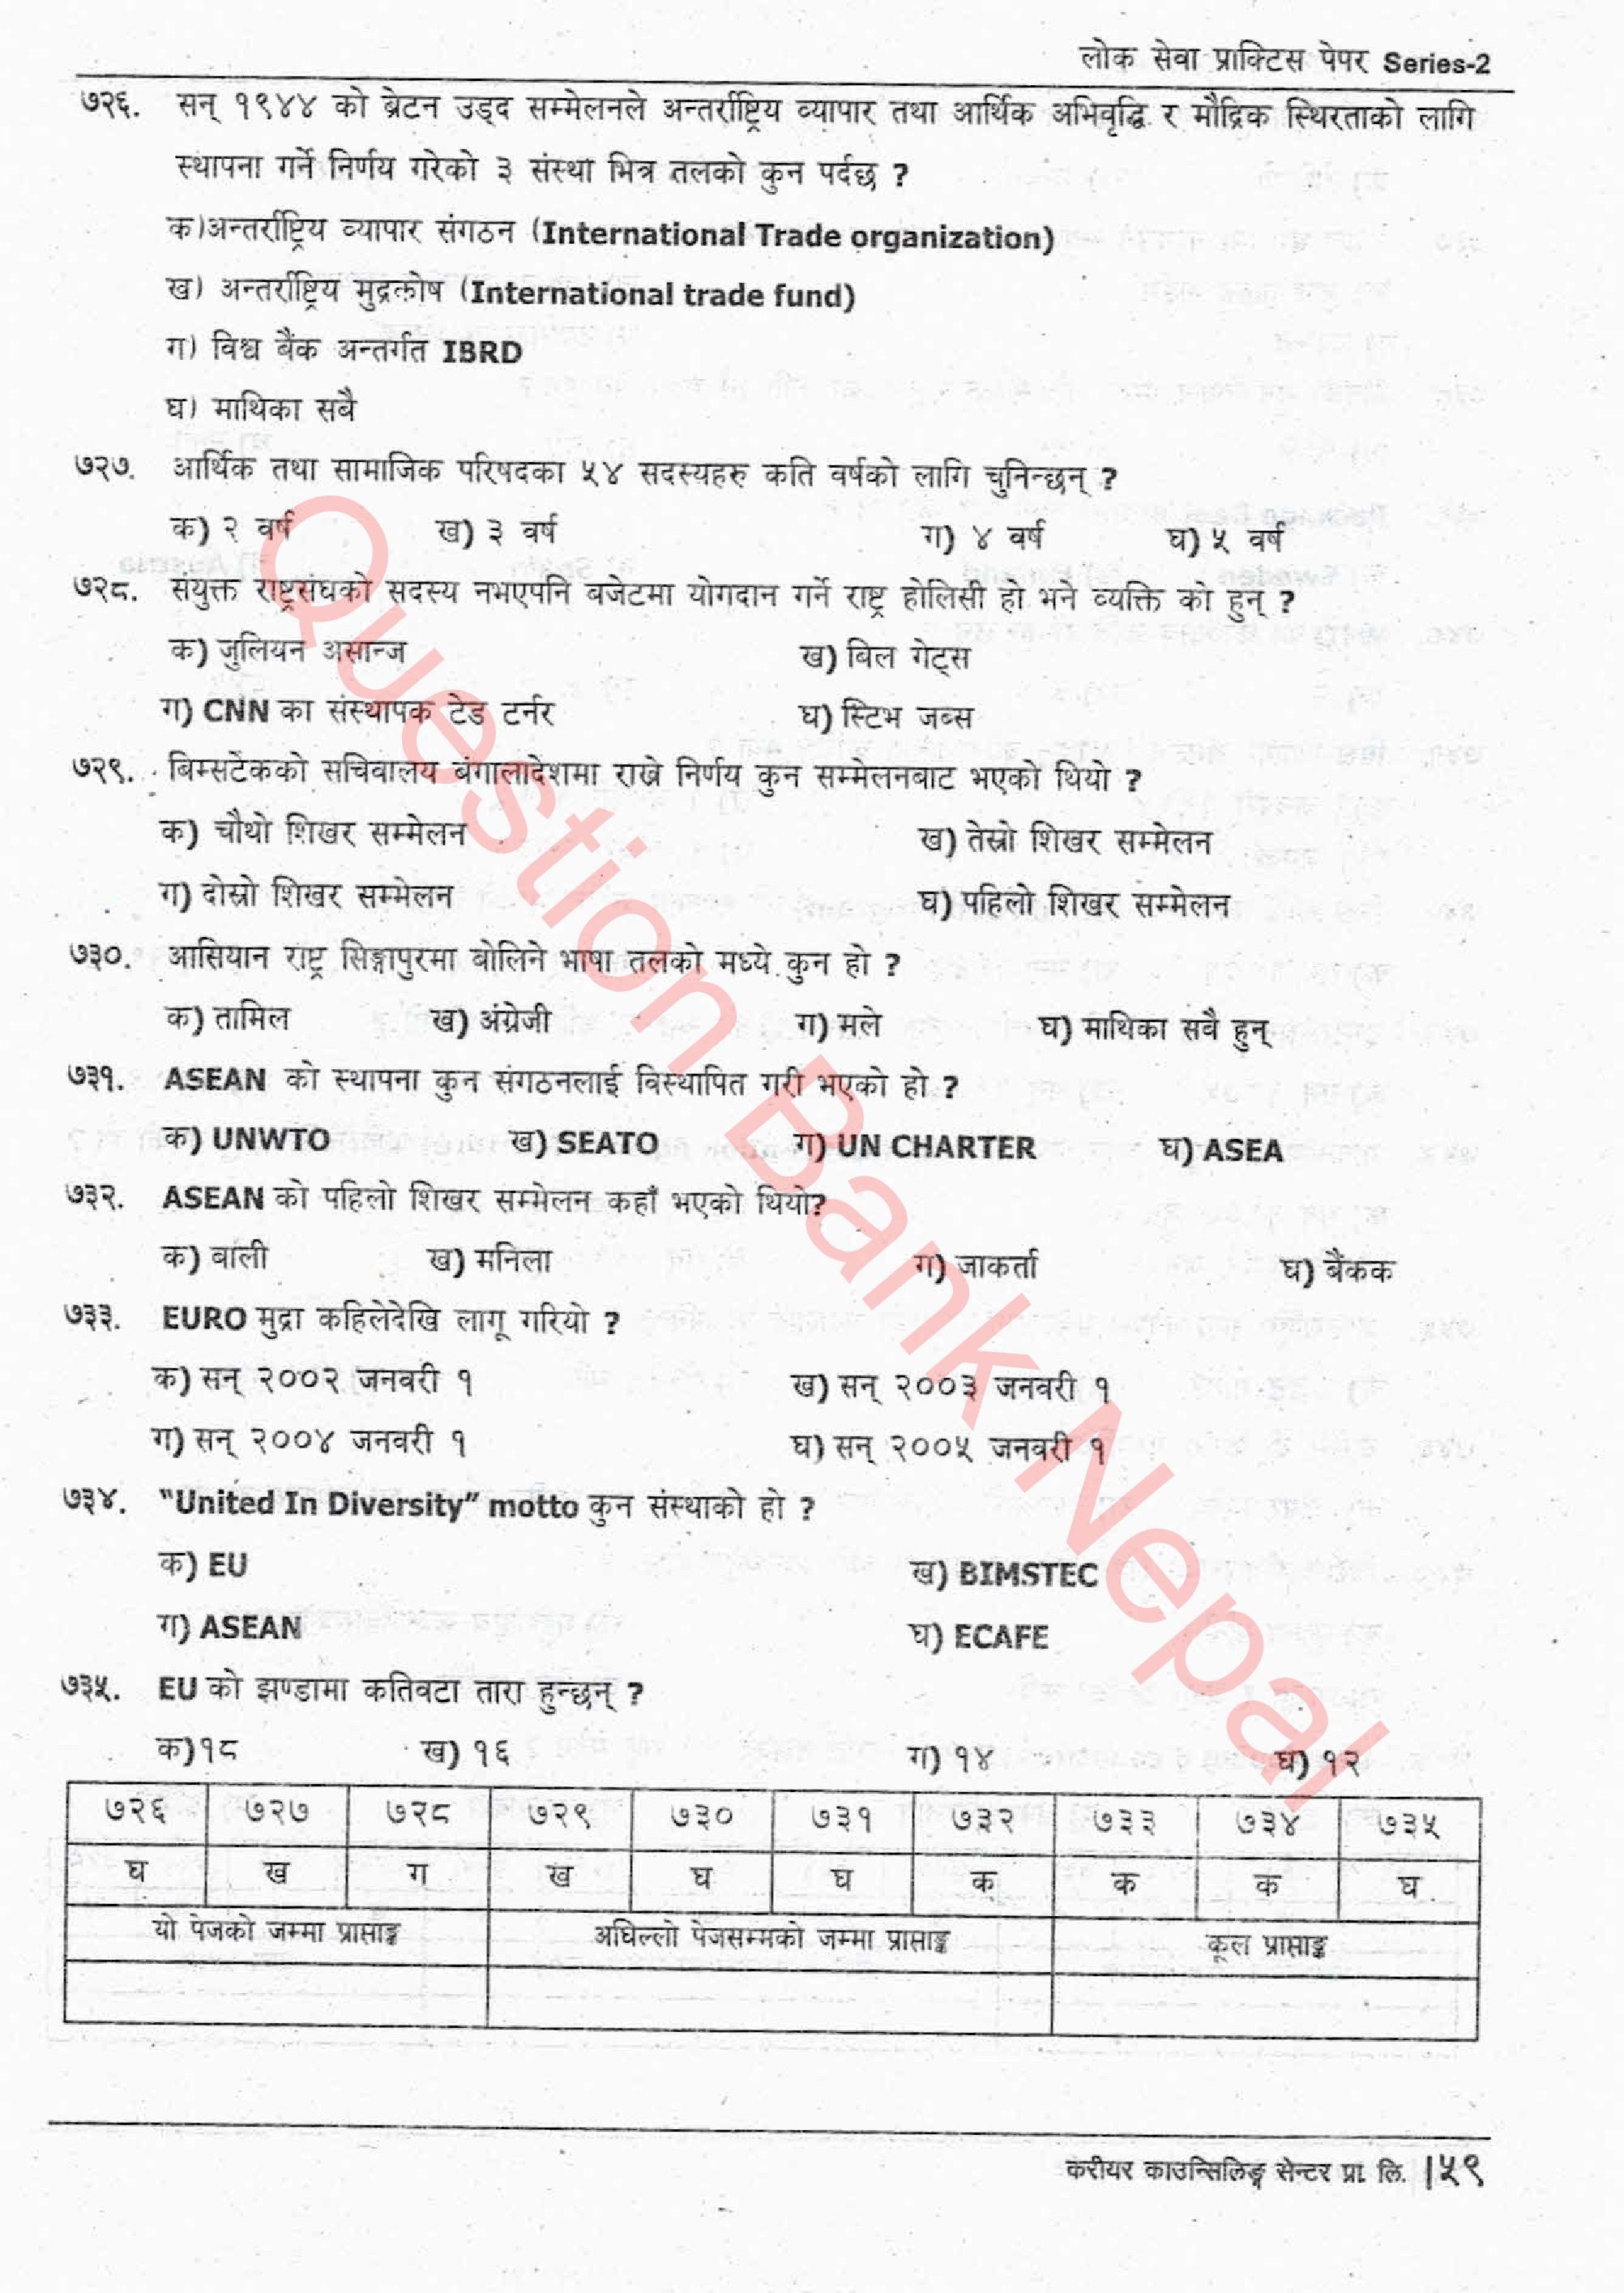 लोक सेवा प्राक्टिस पेपर Series-2
७२६. सन् १९४४ को ब्रेटन उड्द सम्मेलनले अन्तर्राष्ट्रिय व्यापार तथा आर्थिक अभिवृद्धि र मौद्रिक स्थिरताको लागि
स्थापना गर्ने निर्णय गरेको ३ संस्था भित्र तलको कुन पर्दछ ?
क)अन्तर्राष्ट्रिय व्यापार संगठन (International Trade organization)
ख) अन्तर्राष्ट्रिय मुद्रकोष (International trade fund)
ग) विश्व बैंक अन्तर्गत IBRD
घ) माथिका सबै
७२७. आर्थिक तथा सामाजिक परिषदका ५४ सदस्यहरु कति वर्षको लागि चुनिन्छन् ?
क) २ वर्ष ख) ३ वर्ष ग) ४ वर्ष घ) ५ वर्ष
७२८. संयुक्त राष्ट्रसंघको सदस्य नभएपनि बजेटमा योगदान गर्ने राष्ट्र होलिसी हो भने व्यक्ति को हुन् ?
क) जुलियन असान्ज ख) बिल गेट्स
ग) CNN का संस्थापक टेड टर्नर घ) स्टिभ जब्स
७२९. बिम्सटेकको सचिवालय बंगालादेशमा राख्ने निर्णय कुन सम्मेलनबाट भएको थियो ?
क) चौथो शिखर सम्मेलन ख) तेस्रो शिखर सम्मेलन
ग) दोस्रो शिखर सम्मेलन घ) पहिलो शिखर सम्मेलन
७३०. आसियान राष्ट्र सिङ्गापुरमा बोलिने भाषा तलको मध्ये कुन हो ?
क) तामिल ख) अंग्रेजी ग) मले घ) माथिका सबै हुन्
७३१. ASEAN को स्थापना कुन संगठनलाई विस्थापित गरी भएको हो ?
क) UNWTO ख) SEATO ग) UN CHARTER घ) ASEA
७३२. ASEAN को पहिलो शिखर सम्मेलन कहाँ भएको थियो?
क) बाली ख) मनिला ग) जाकर्ता घ) बैंकक
७३३. EURO मुद्रा कहिलेदेखि लागू गरियो ?
क) सन् २००२ जनवरी १ ख) सन् २००३ जनवरी १
ग) सन् २००४ जनवरी १ घ) सन् २००५ जनवरी १
७३४. "United In Diversity" motto कुन संस्थाको हो ?
क) EU ख) BIMSTEC
ग) ASEAN घ) ECAFE
७३५. EU को झण्डामा कतिवटा तारा हुन्छन् ?
क)१८ ख) १६ ग) १४ घ) १२
७२६ ७२७ ७२८ ७२९ ७३० ७३१ ७३२ ७३३ ७३४ ७३५
घ ख ग ख घ घ क क क घ
यो पेजको जम्मा प्राप्ताङ्क अघिल्लो पेजसम्मको जम्मा प्राप्ताङ्क कूल प्राप्ताङ्क
करीयर काउन्सिलिङ्ग सेन्टर प्रा. लि. |५९
Question Bank Nepal